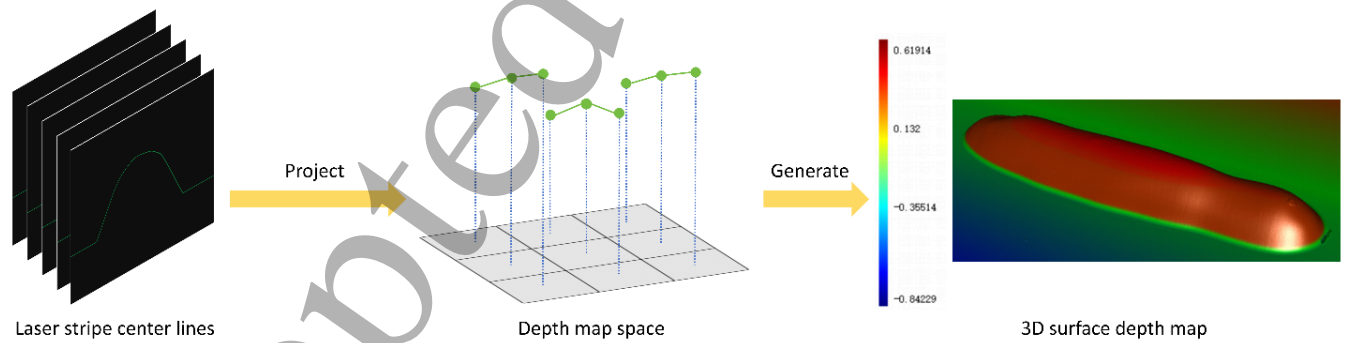 0.61914
Project
Generate
0.132
-0.35514
-0.84229
Laser stripe center lines
Depth map space
3D surface depth map
pted